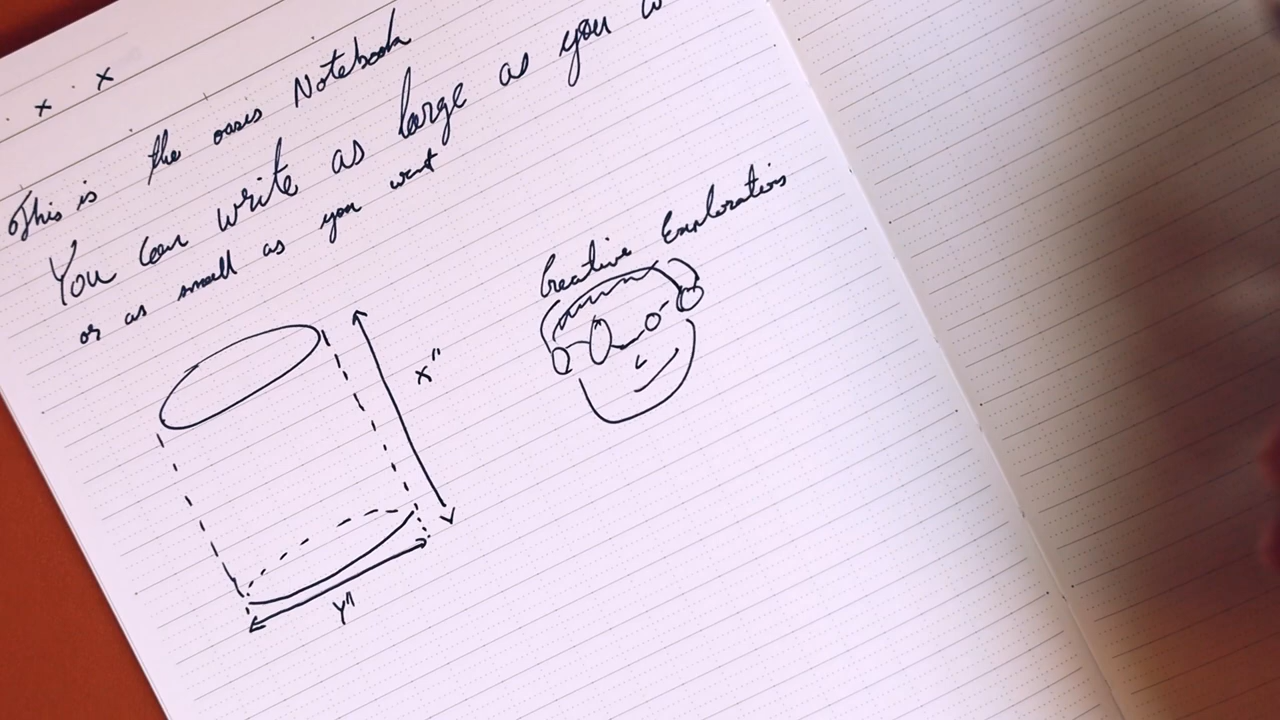 x x
This is the oasis Notebook
You can write as large as you w
or as small as you want
Creative Explorations
X"
Y"